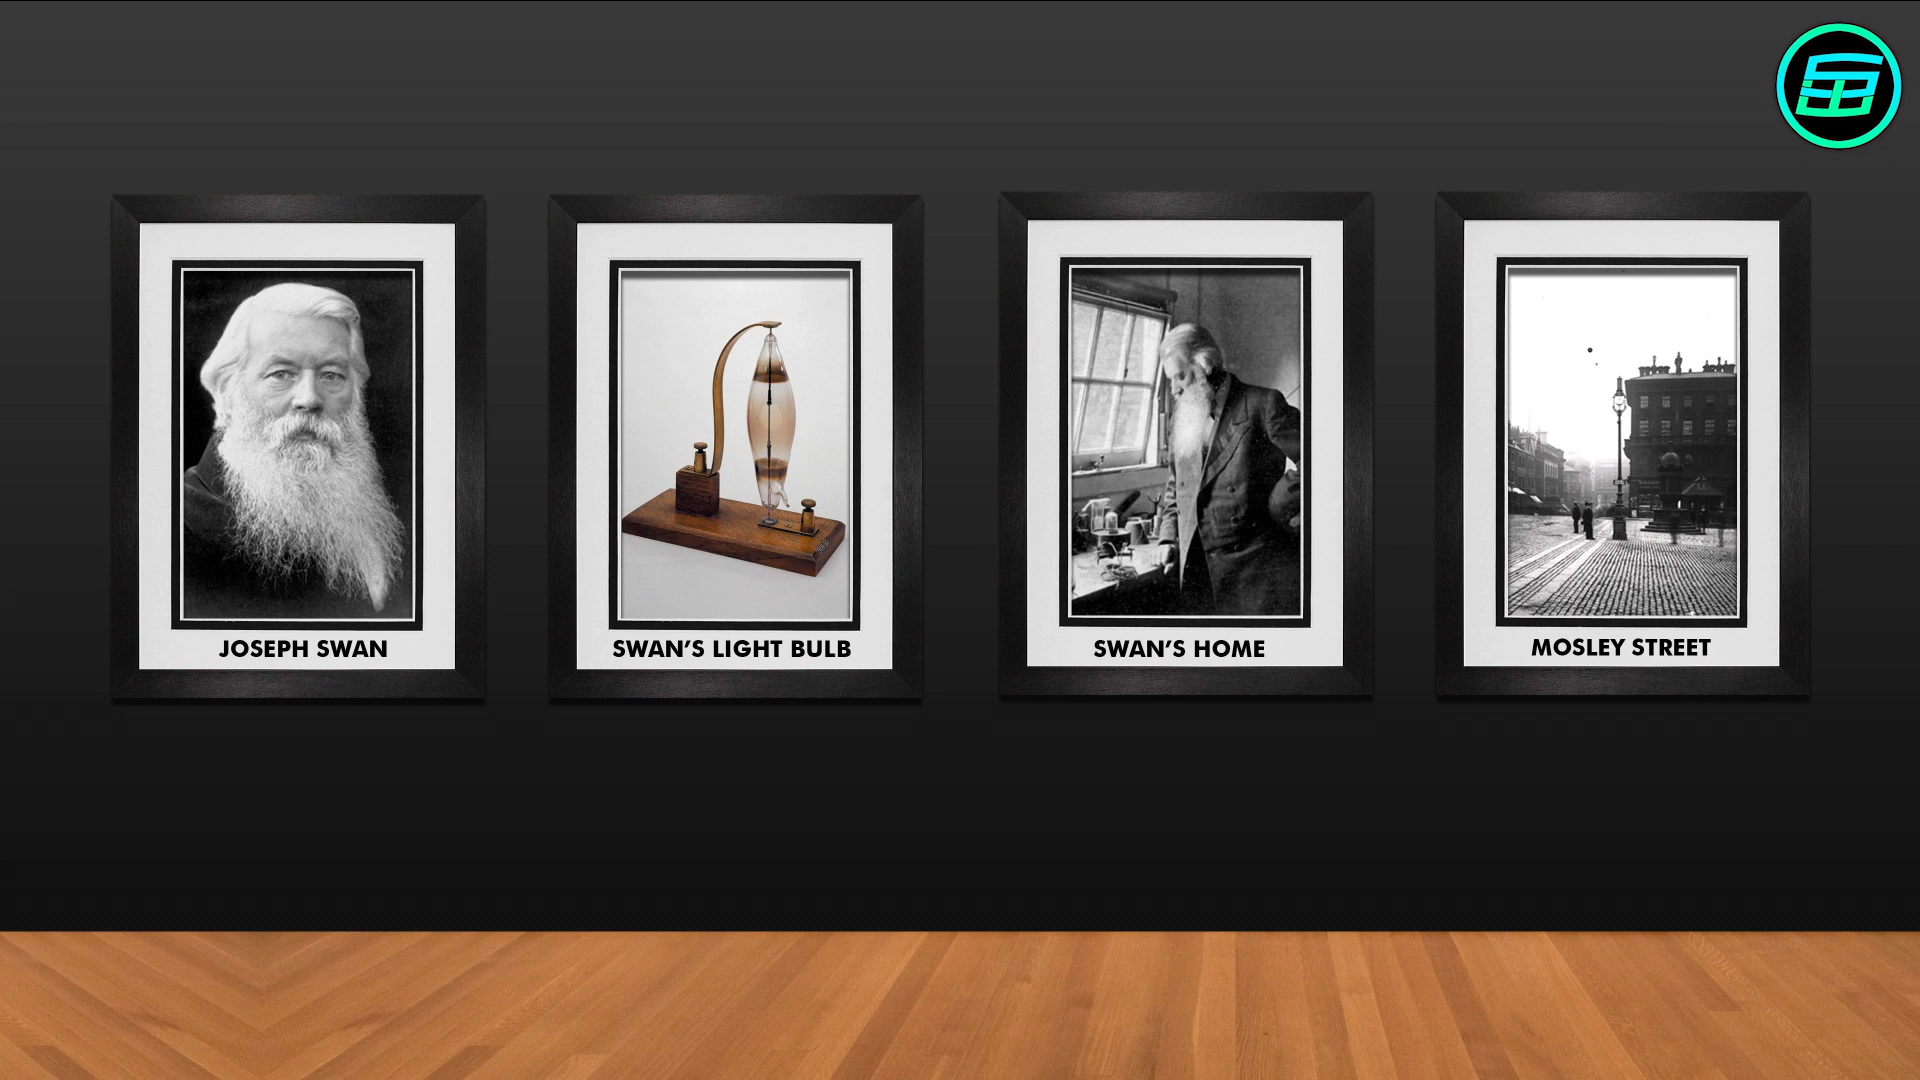 JOSEPH SWAN
SWAN'S LIGHT BULB
SWAN'S HOME
MOSLEY STREET